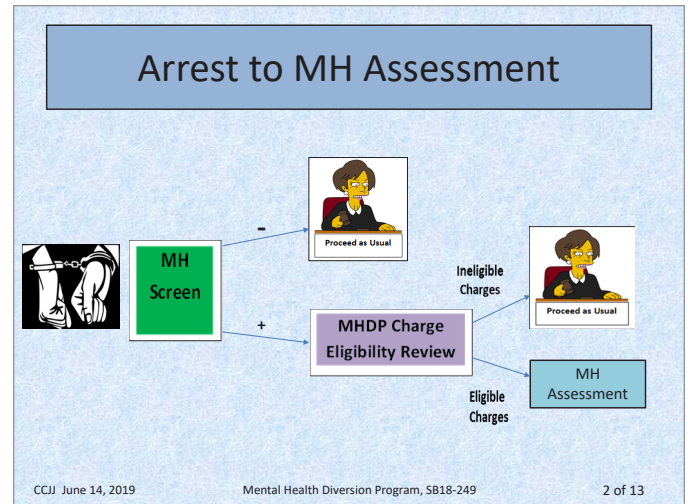 Arrest to MH Assessment
-
Proceed as Usual
MH
Screen
+
MHDP Charge
Eligibility Review
Ineligible
Charges
Proceed as Usual
Eligible
Charges
MH
Assessment
CCJJ June 14, 2019
Mental Health Diversion Program, SB18-249
2 of 13